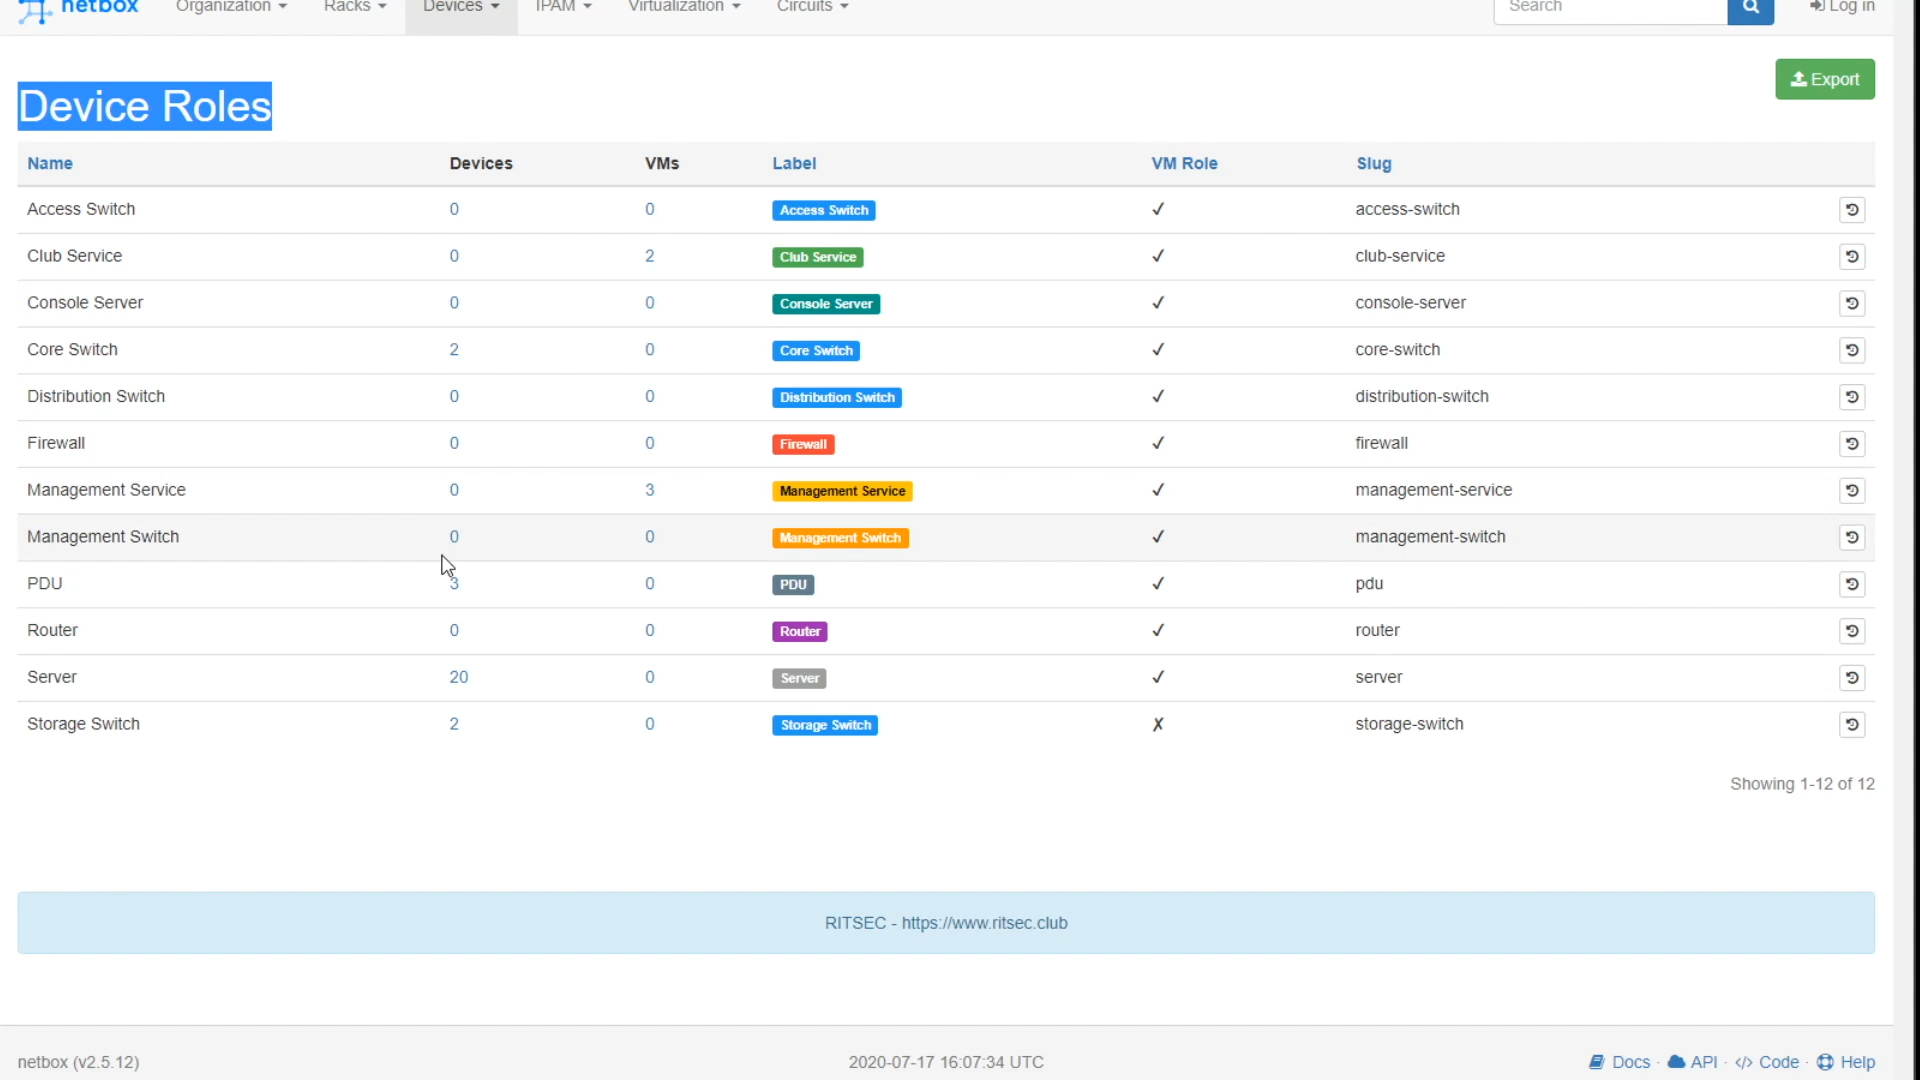 netbox Organization Racks Devices IPAM Virtualization Circuits Search Log in
Export
Device Roles
Name Devices VMs Label VM Role Slug
Access Switch 0 0 Access Switch ✓ access-switch
Club Service 0 2 Club Service ✓ club-service
Console Server 0 0 Console Server ✓ console-server
Core Switch 2 0 Core Switch ✓ core-switch
Distribution Switch 0 0 Distribution Switch ✓ distribution-switch
Firewall 0 0 Firewall ✓ firewall
Management Service 0 3 Management Service ✓ management-service
Management Switch 0 0 Management Switch ✓ management-switch
PDU 3 0 PDU ✓ pdu
Router 0 0 Router ✓ router
Server 20 0 Server ✓ server
Storage Switch 2 0 Storage Switch ✗ storage-switch
Showing 1-12 of 12
RITSEC - https://www.ritsec.club
netbox (v2.5.12) 2020-07-17 16:07:34 UTC Docs · API · </> Code · Help